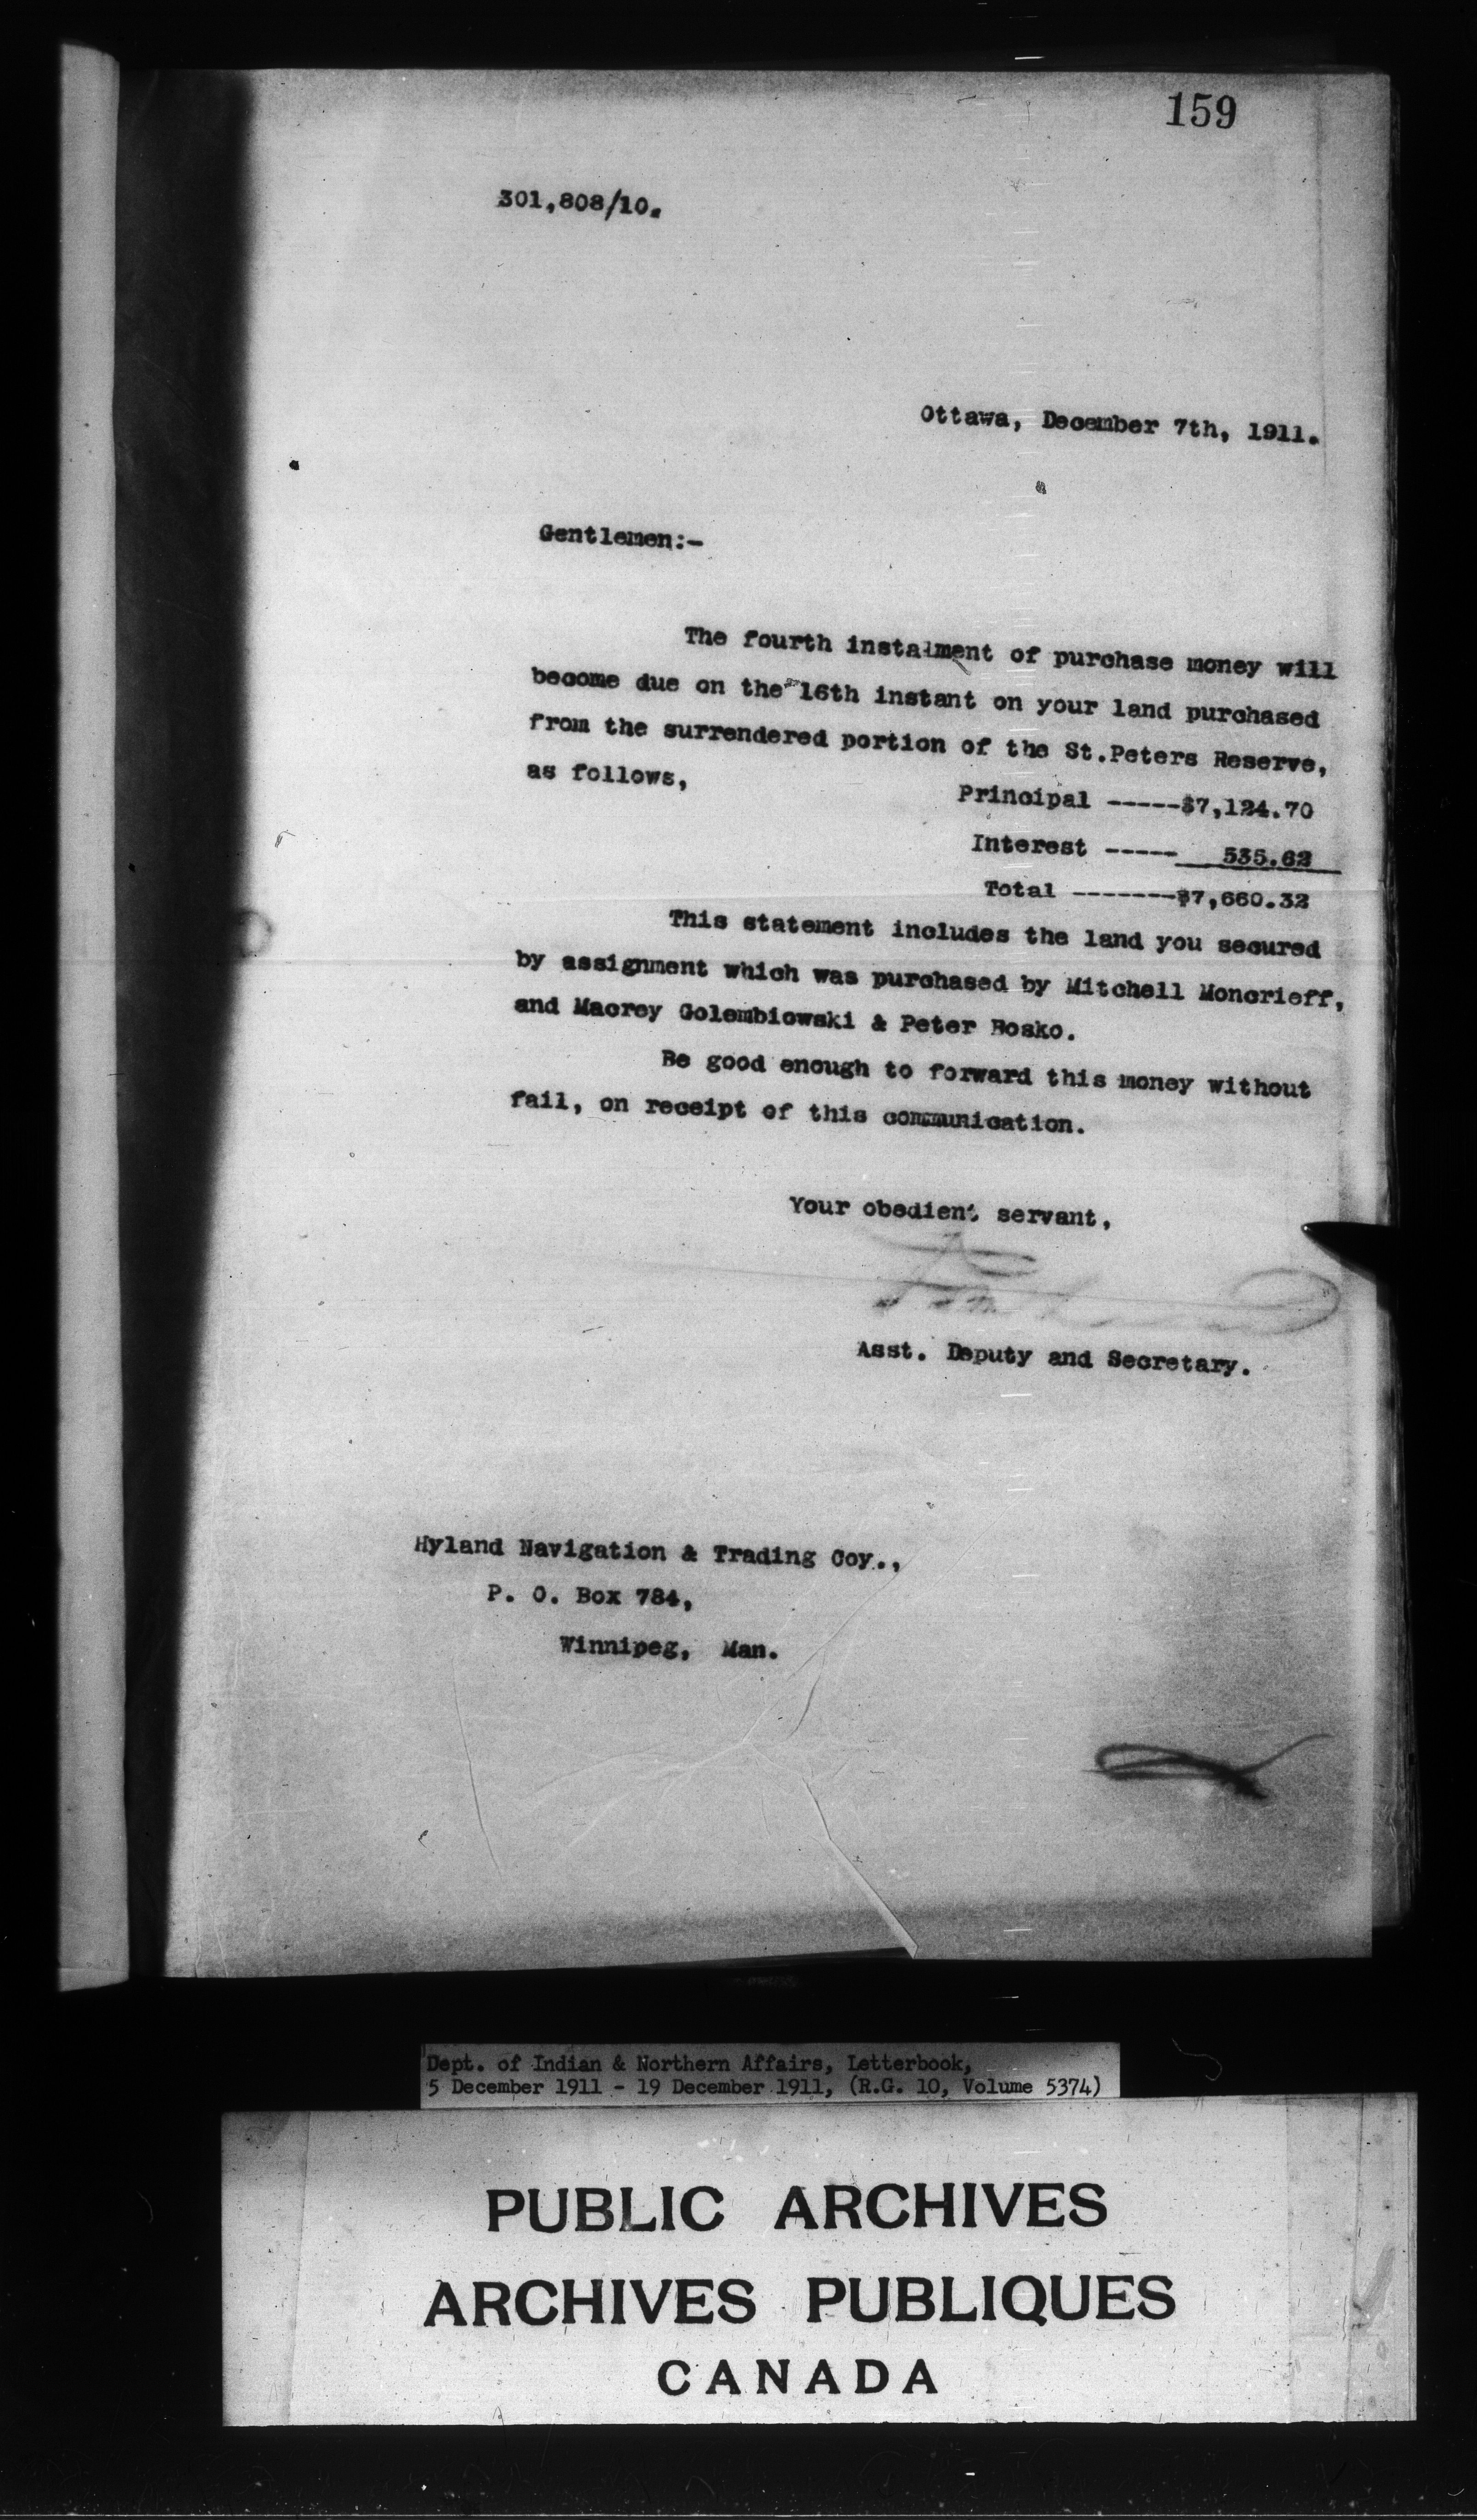 159
301,808/10.
Ottawa, December 7th, 1911.
Gentlemen:-
The fourth instalment of purchase money will
become due on the 16th instant on your land purchased
from the surrendered portion of the St.Peters Reserve,
as follows,
Principal -----$7,124.70
Interest ----- 535.62
Total -------$7,660.32
This statement includes the land you secured
by assignment which was purchased by Mitchell Moncrieff,
and Macrey Golembiowski & Peter Bosko.
Be good enough to forward this money without
fail, on receipt of this communication.
Your obedient servant,
Asst. Deputy and Secretary.
Hyland Navigation & Trading Coy.,
P. O. Box 784,
Winnipeg, Man.
Dept. of Indian & Northern Affairs, Letterbook,
5 December 1911 - 19 December 1911, (R.G. 10, Volume 5374)
PUBLIC ARCHIVES
ARCHIVES PUBLIQUES
CANADA